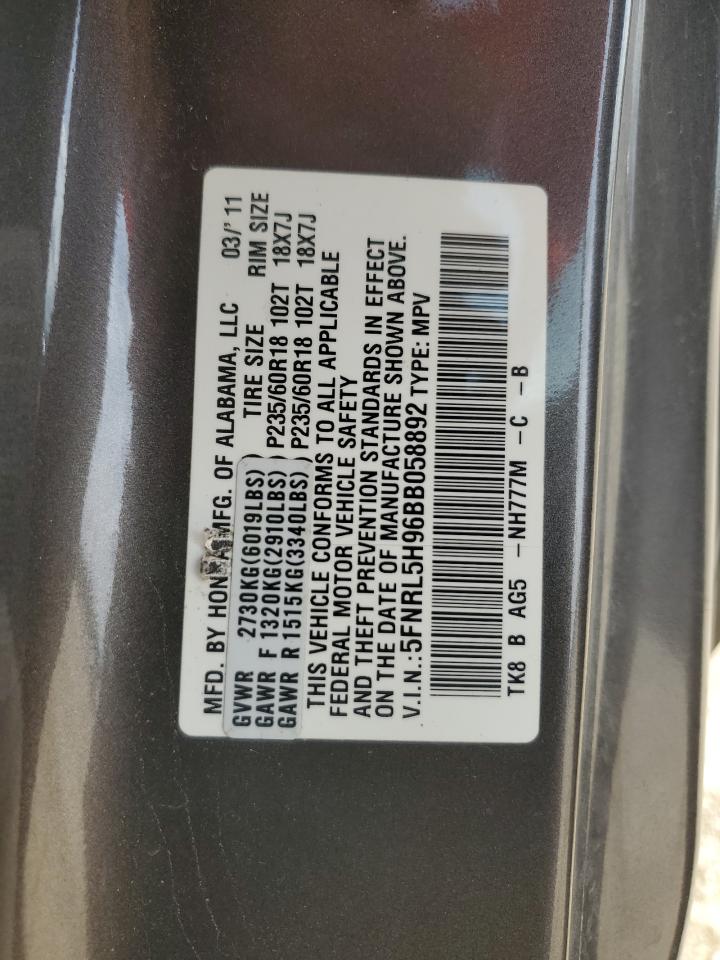 MFD. BY HONDA MFG. OF ALABAMA, LLC 03/'11
TIRE SIZE RIM SIZE
GVWR 2730KG(6019LBS)
GAWR F 1320KG(2910LBS) P235/60R18 102T 18X7J
GAWR R 1515KG(3340LBS) P235/60R18 102T 18X7J
THIS VEHICLE CONFORMS TO ALL APPLICABLE
FEDERAL MOTOR VEHICLE SAFETY
AND THEFT PREVENTION STANDARDS IN EFFECT
ON THE DATE OF MANUFACTURE SHOWN ABOVE.
V.I.N.:5FNRL5H96BB058892 TYPE: MPV
TK8 B AG5 -NH777M -C -B